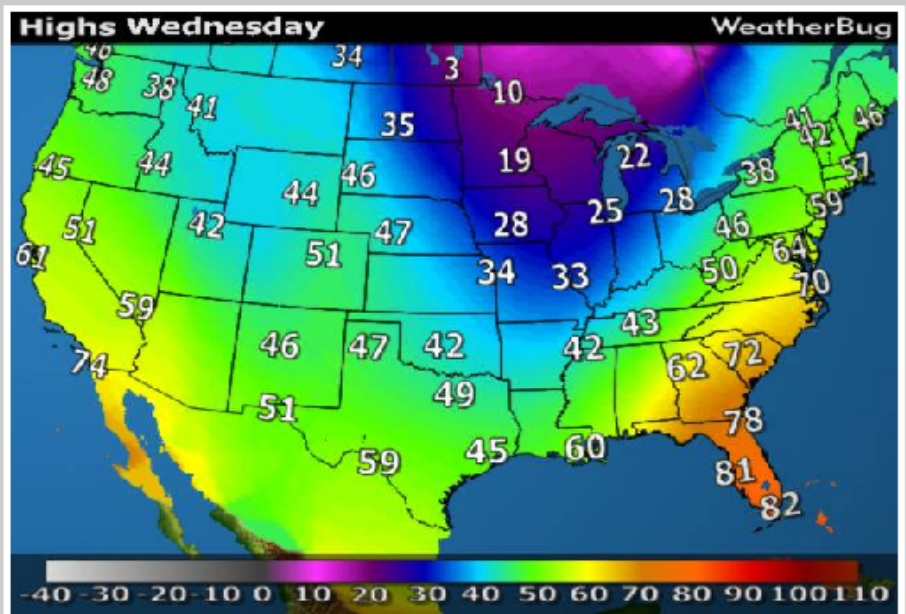 Highs Wednesday WeatherBug
46 34 3
48 38 41 10
35 41 42 46
45 44 46 19 22 38 57
44 28 59
51 42 47 28 25 46
61 51 34 33 50 64
59 70
46 47 42 42 43
74 49 62 72
51 78
59 45 60 81
82
-40 -30 -20 -10 0 10 20 30 40 50 60 70 80 90 100 110